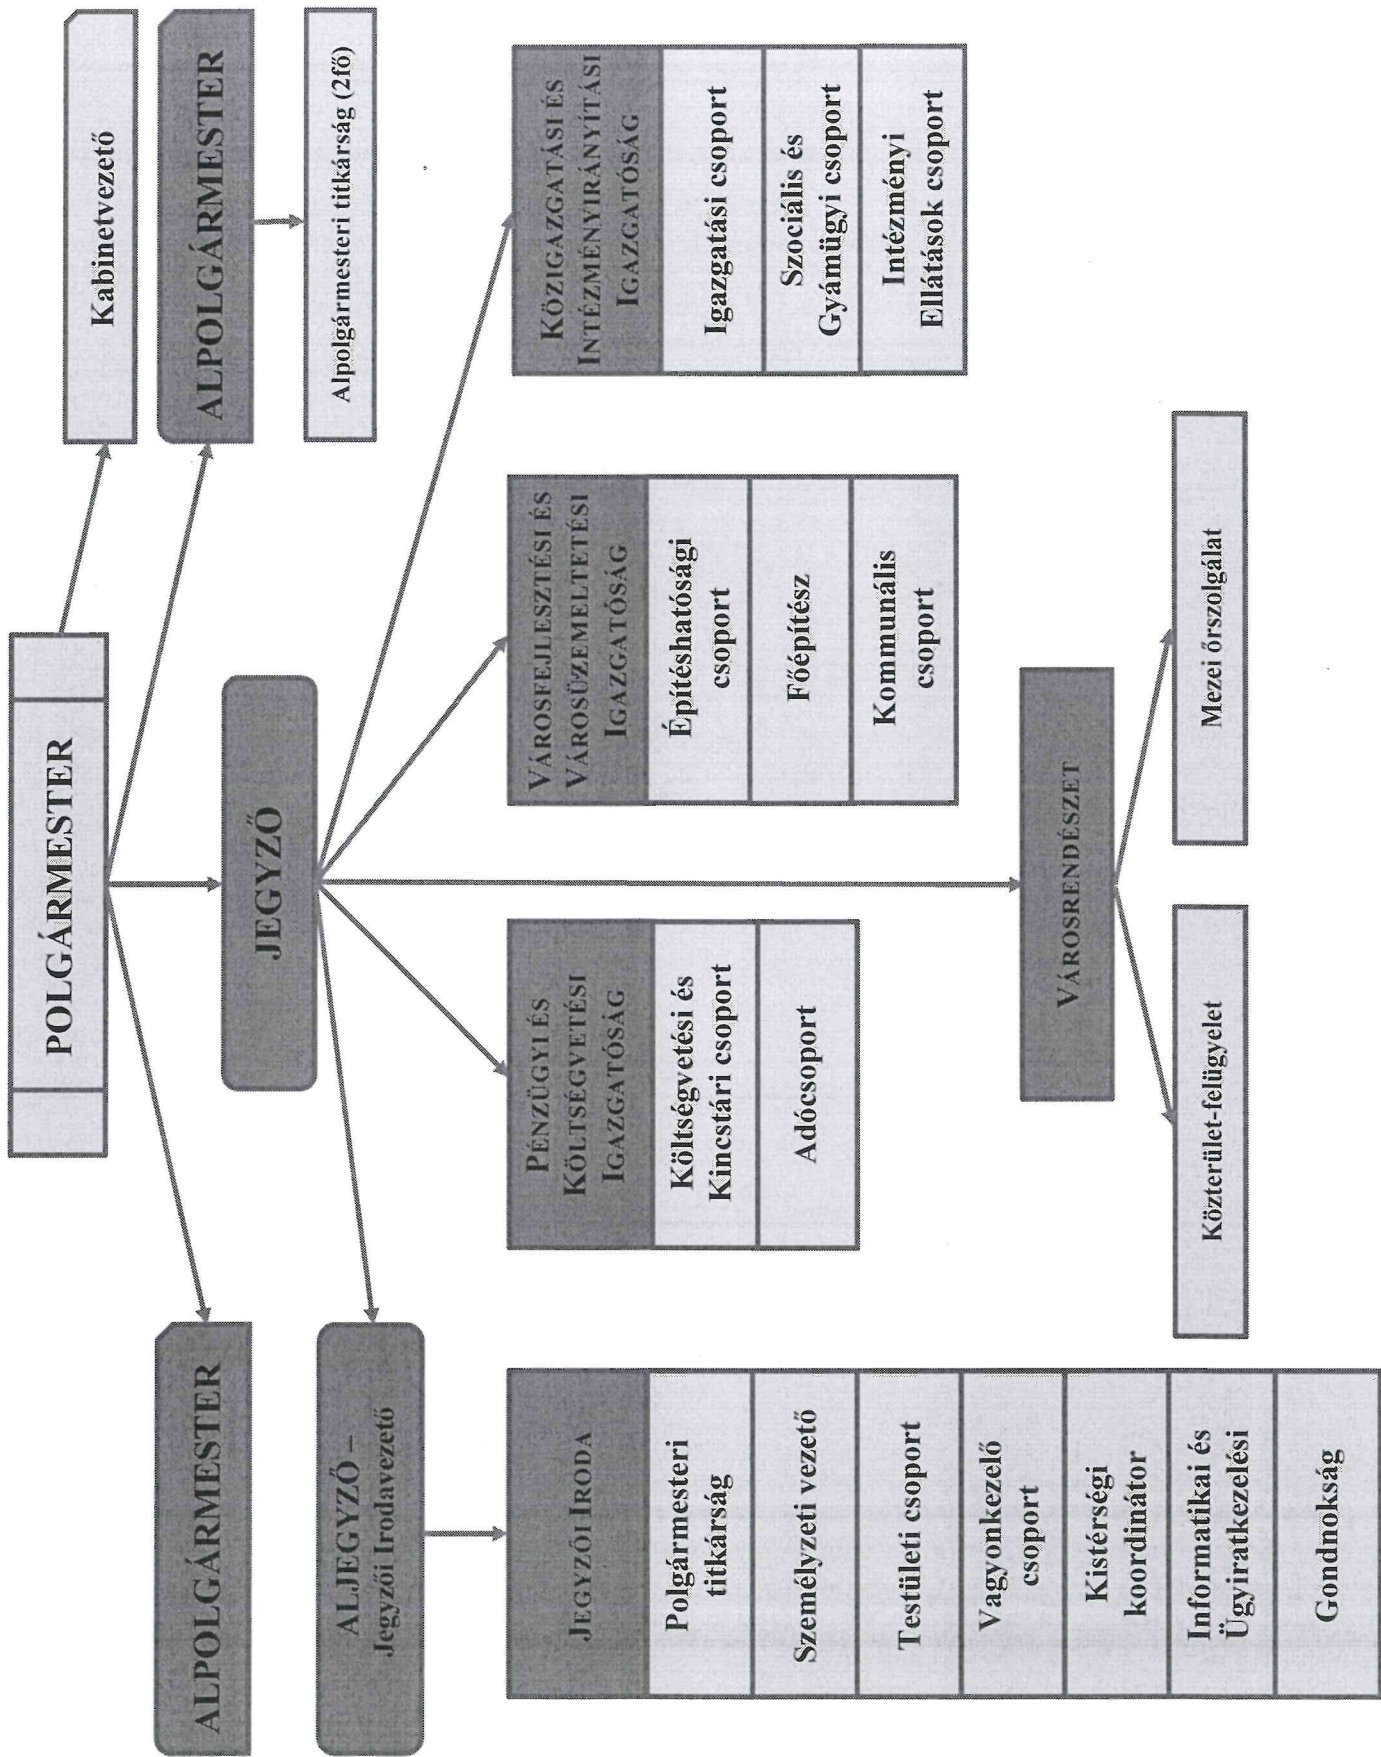 POLGÁRMESTER
Kabinetvezető
ALPOLGÁRMESTER
ALPOLGÁRMESTER
Alpolgármesteri titkárság (2fő)
JEGYZŐ
ALJEGYZŐ –
Jegyzői Irodavezető
JEGYZŐI IRODA
Polgármesteri
titkárság
Személyzeti vezető
Testületi csoport
Vagyonkezelő
csoport
Kistérségi
koordinátor
Informatikai és
Ügyiratkezelési
Gondnokság
PÉNZÜGYI ÉS
KÖLTSÉGVETÉSI
IGAZGATÓSÁG
Költségvetési és
Kincstári csoport
Adócsoport
VÁROSFEJLESZTÉSI ÉS
VÁROSÜZEMELTETÉSI
IGAZGATÓSÁG
Építéshatósági
csoport
Főépítész
Kommunális
csoport
KÖZIGAZGATÁSI ÉS
INTÉZMÉNYIRÁNYÍTÁSI
IGAZGATÓSÁG
Igazgatási csoport
Szociális és
Gyámügyi csoport
Intézményi
Ellátások csoport
VÁROSRENDÉSZET
Közterület-felügyelet
Mezei őrszolgálat